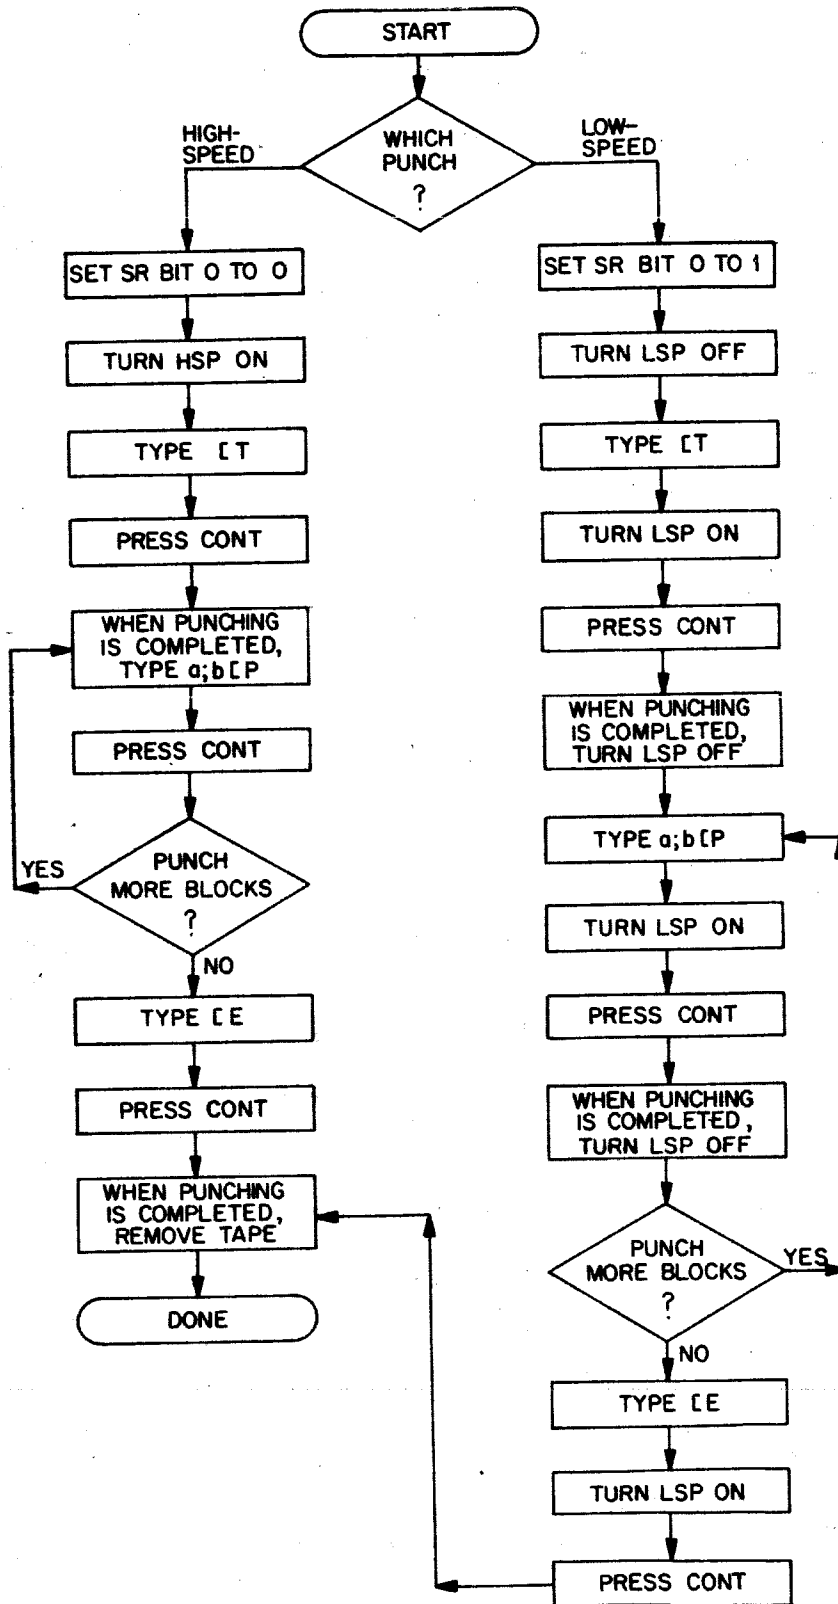 START
WHICH
PUNCH
?
HIGH-
SPEED
SET SR BIT 0 TO 0
TURN HSP ON
TYPE [T
PRESS CONT
WHEN PUNCHING
IS COMPLETED,
TYPE a;b[P
PRESS CONT
PUNCH
MORE BLOCKS
?
YES
NO
TYPE [E
PRESS CONT
WHEN PUNCHING
IS COMPLETED,
REMOVE TAPE
DONE
LOW-
SPEED
SET SR BIT 0 TO 1
TURN LSP OFF
TYPE [T
TURN LSP ON
PRESS CONT
WHEN PUNCHING
IS COMPLETED,
TURN LSP OFF
TYPE a;b[P
TURN LSP ON
PRESS CONT
WHEN PUNCHING
IS COMPLETED,
TURN LSP OFF
PUNCH
MORE BLOCKS
?
YES
NO
TYPE [E
TURN LSP ON
PRESS CONT